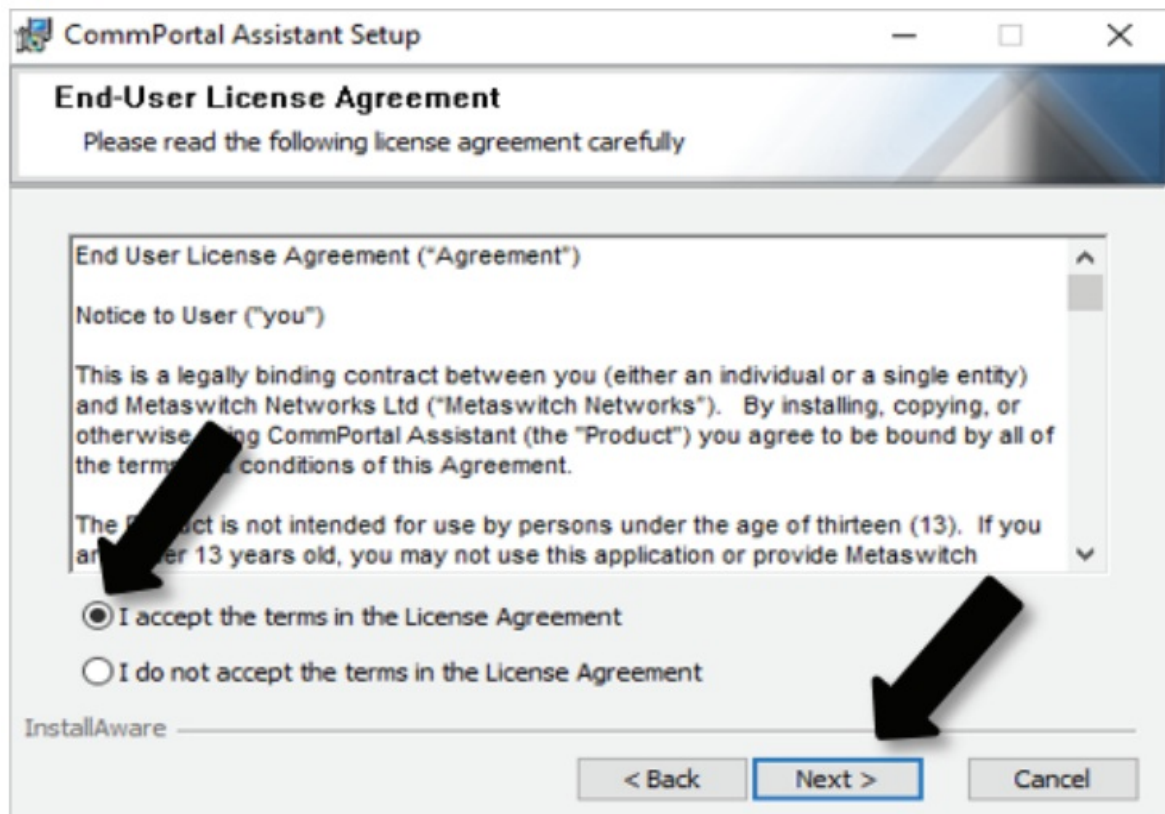 CommPortal Assistant Setup
End-User License Agreement
Please read the following license agreement carefully
End User License Agreement ("Agreement")
Notice to User ("you")
This is a legally binding contract between you (either an individual or a single entity)
and Metaswitch Networks Ltd ("Metaswitch Networks").   By installing, copying, or
otherwise CommPortal Assistant (the "Product") you agree to be bound by all of
the terms conditions of this Agreement.
The is not intended for use by persons under the age of thirteen (13).  If you
13 years old, you may not use this application or provide Metaswitch
I accept the terms in the License Agreement
I do not accept the terms in the License Agreement
InstallAware
< Back Next > Cancel